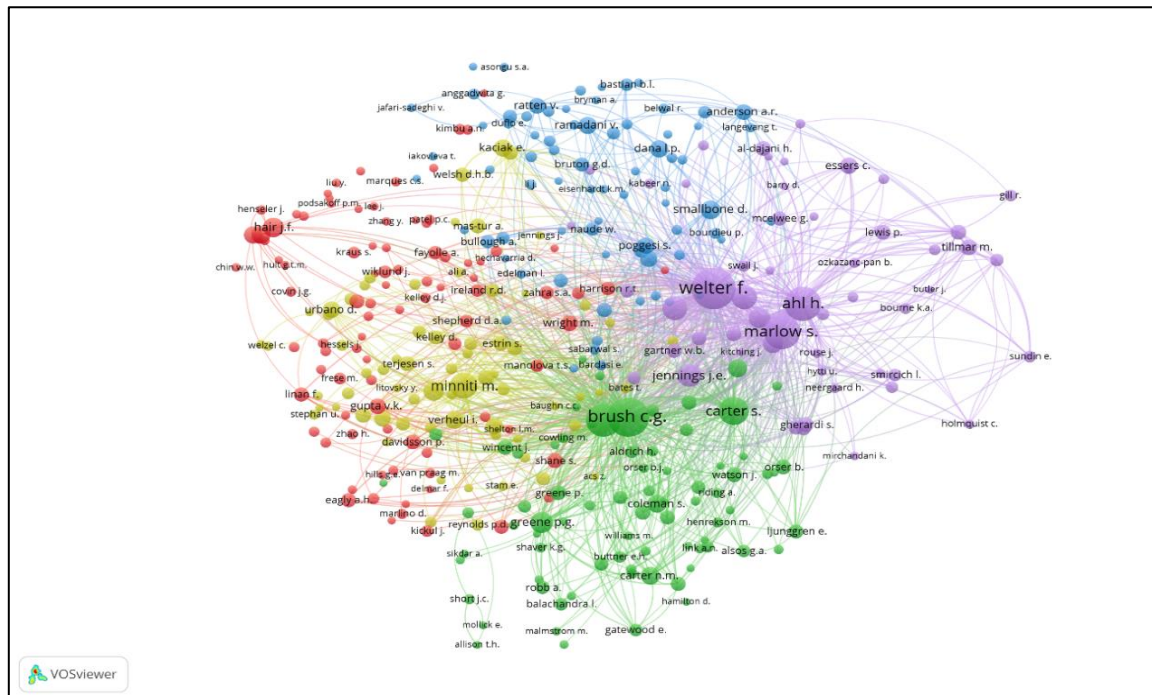 asongu s.a.
bastian b.l.
anggadwita g.
bryman a.
jafari-sadeghi v.
ratten v.
belwal r.
anderson a.r.
duflo e.
ramadani v.
langevang t.
kimbu a.n.
kaciak e.
dana l.p.
al-dajani h.
iakovleva t.
bruton g.d.
essers c.
welsh d.h.b.
li j.
kabeer n.
barry d.
liu y.
marques c.s.
eisenhardt k.m.
gill r.
podsakoff p.m.
lee j.
henseler j.
smallbone d.
zhang y.
patel p.c.
mas-tur a.
naude w.
mcelwee g.
lewis p.
hair j.f.
jennings j.
bourdieu p.
bullough a.
poggesi s.
tillmar m.
kraus s.
fayolle a.
hechavarria d.
swail j.
ozkazanc-pan b.
chin w.w.
hult g.t.m.
wiklund j.
ali a.
edelman l.
covin j.g.
kelley d.j.
ireland r.d.
zahra s.a.
harrison r.t.
welter f.
butler j.
urbano d.
ahl h.
bourne k.a.
shepherd d.a.
wright m.
marlow s.
welzel c.
hessels j.
kelley d.
estrin s.
sabarwal s.
gartner w.b.
kitching j.
rouse j.
sundin e.
terjesen s.
manolova t.s.
bardasi e.
hytti u.
smircich l.
frese m.
minniti m.
bates t.
jennings j.e.
neergaard h.
linan f.
litovsky y.
gupta v.k.
baughn c.c.
stephan u.
verheul i.
brush c.g.
carter s.
gherardi s.
holmquist c.
zhao h.
davidsson p.
shelton l.m.
wincent j.
cowling m.
aldrich h.
mirchandani k.
shane s.
orser b.j.
watson j.
orser b.
hills g.e.
van praag m.
acs z.
riding a.
eagly a.h.
delmar f.
stam e.
greene p.
coleman s.
marlino d.
kickul j.
reynolds p.d.
greene p.g.
henrekson m.
ljunggren e.
williams m.
sikdar a.
shaver k.g.
buttner e.h.
link a.n.
alsos g.a.
carter n.m.
robb a.
short j.c.
balachandra l.
hamilton d.
mollick e.
malmstrom m.
gatewood e.
allison t.h.
VOSviewer